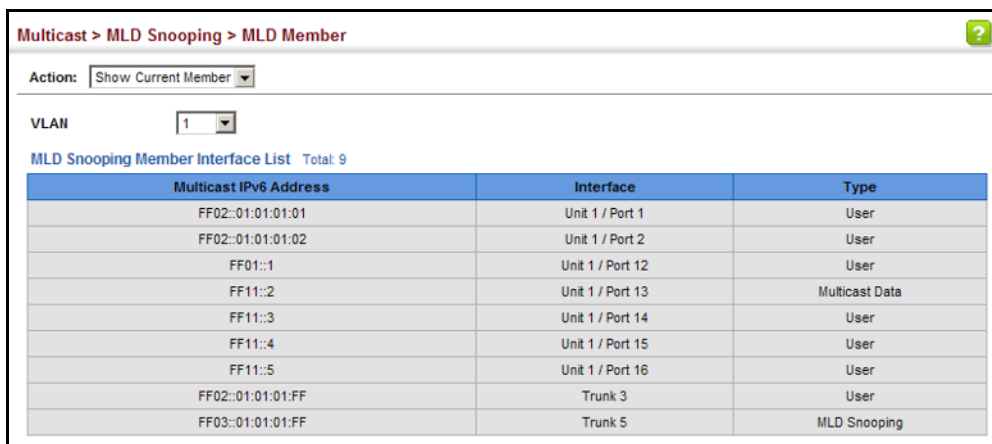 Multicast > MLD Snooping > MLD Member ?
Action: Show Current Member
VLAN 1
MLD Snooping Member Interface List Total: 9
Multicast IPv6 Address Interface Type
FF02::01:01:01:01 Unit 1 / Port 1 User
FF02::01:01:01:02 Unit 1 / Port 2 User
FF01::1 Unit 1 / Port 12 User
FF11::2 Unit 1 / Port 13 Multicast Data
FF11::3 Unit 1 / Port 14 User
FF11::4 Unit 1 / Port 15 User
FF11::5 Unit 1 / Port 16 User
FF02::01:01:01:FF Trunk 3 User
FF03::01:01:01:FF Trunk 5 MLD Snooping